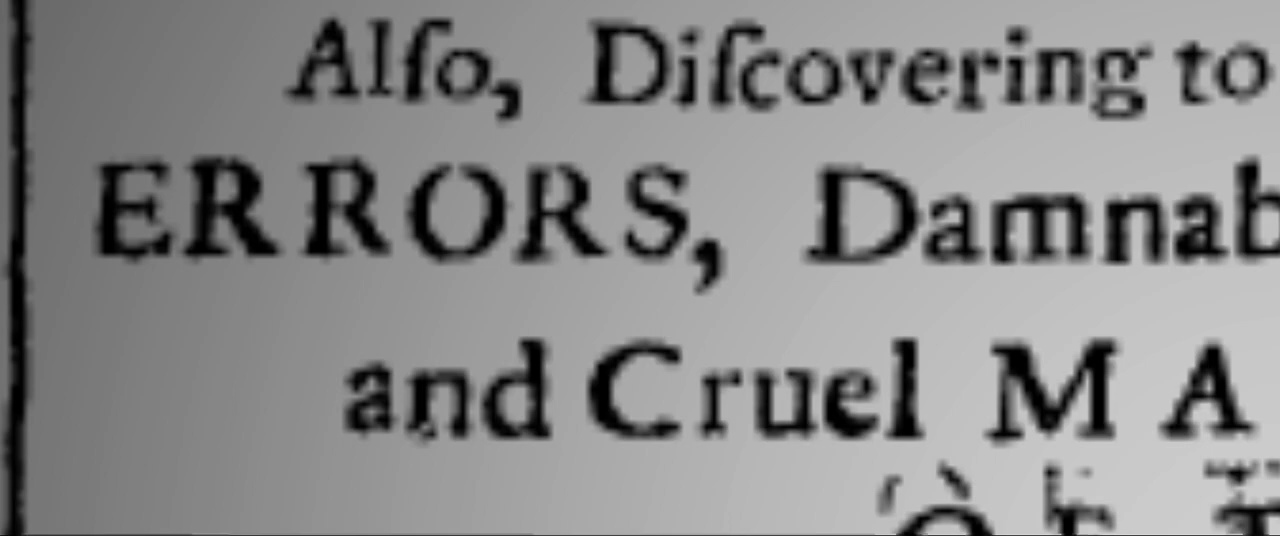 Alſo, Diſcovering to
ERRORS, Damnab
and Cruel M A